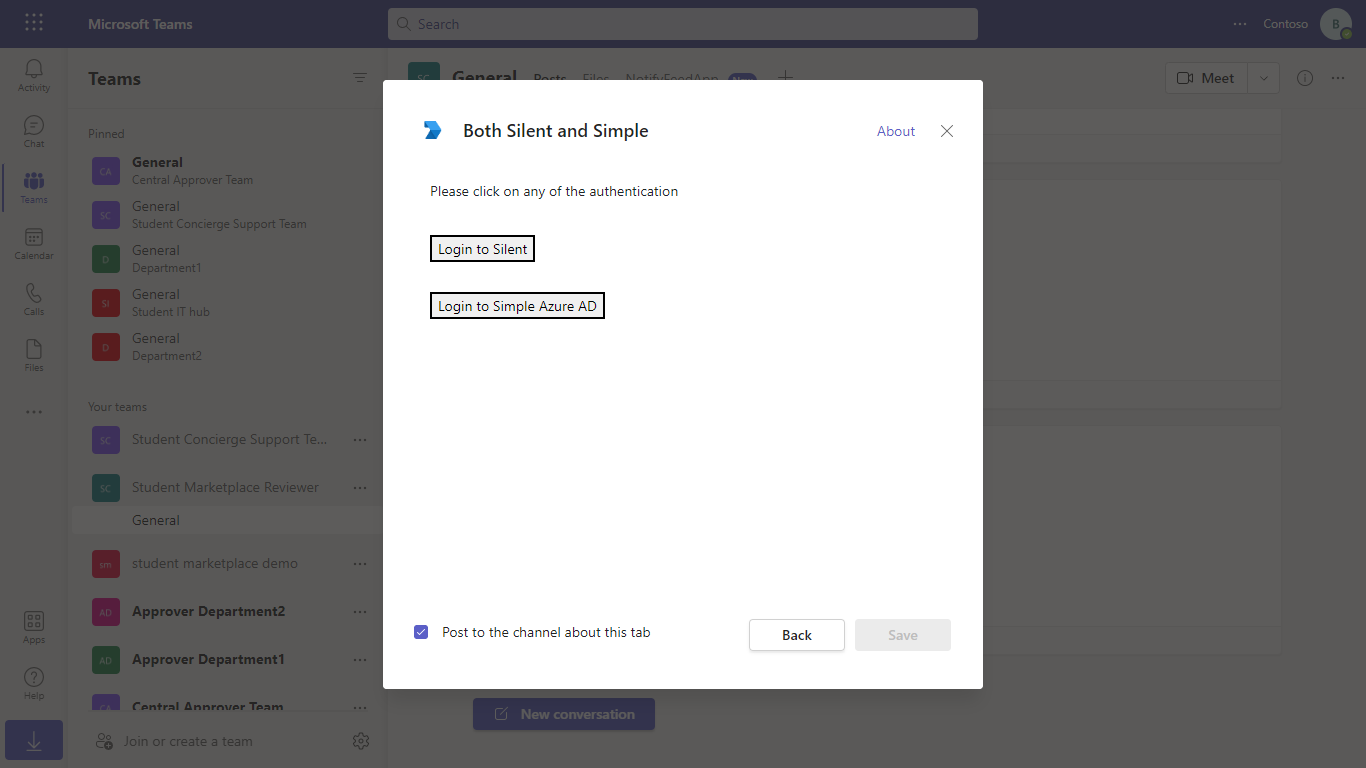 Microsoft Teams
Search
Contoso
B
Activity
Chat
Teams
Calendar
Calls
Files
Apps
Help
Teams
Pinned
CA
General
Central Approver Team
SC
General
Student Concierge Support Team
D
General
Department1
SI
General
Student IT hub
D
General
Department2
Your teams
SC
Student Concierge Support Te...
SC
Student Marketplace Reviewer
General
sm
student marketplace demo
AD
Approver Department2
AD
Approver Department1
CA
Central Approver Team
Join or create a team
SC
General
Posts
Files
NotifyFeedApp
New
Meet
Both Silent and Simple
About
Please click on any of the authentication
Login to Silent
Login to Simple Azure AD
Post to the channel about this tab
Back
Save
New conversation